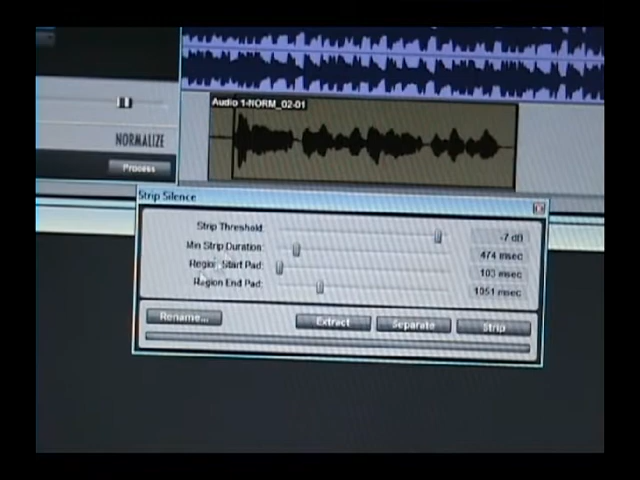 Audio 1-NORM_02-01
NORMALIZE
Process
Strip Silence
Strip Threshold: -7 dB
Min Strip Duration: 474 msec
Region Start Pad: 103 msec
Region End Pad: 1051 msec
Rename... Extract Separate Strip